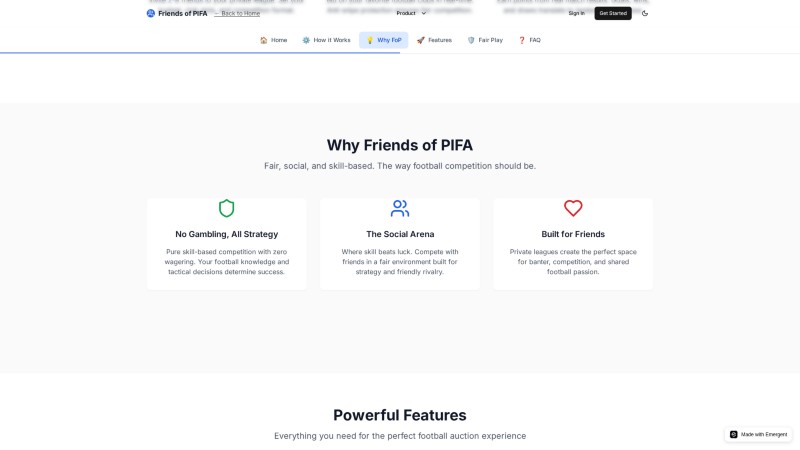 Friends of PIFA
← Back to Home
Product
Sign In
Get Started
🏠 Home
⚙️ How It Works
💡 Why FoP
🚀 Features
🛡️ Fair Play
❓ FAQ
Why Friends of PIFA
Fair, social, and skill-based. The way football competition should be.
No Gambling, All Strategy
Pure skill-based competition with zero
wagering. Your football knowledge and
tactical decisions determine success.
The Social Arena
Where skill beats luck. Compete with
friends in a fair environment built for
strategy and friendly rivalry.
Built for Friends
Private leagues create the perfect space
for banter, competition, and shared
football passion.
Powerful Features
Everything you need for the perfect football auction experience
Made with Emergent